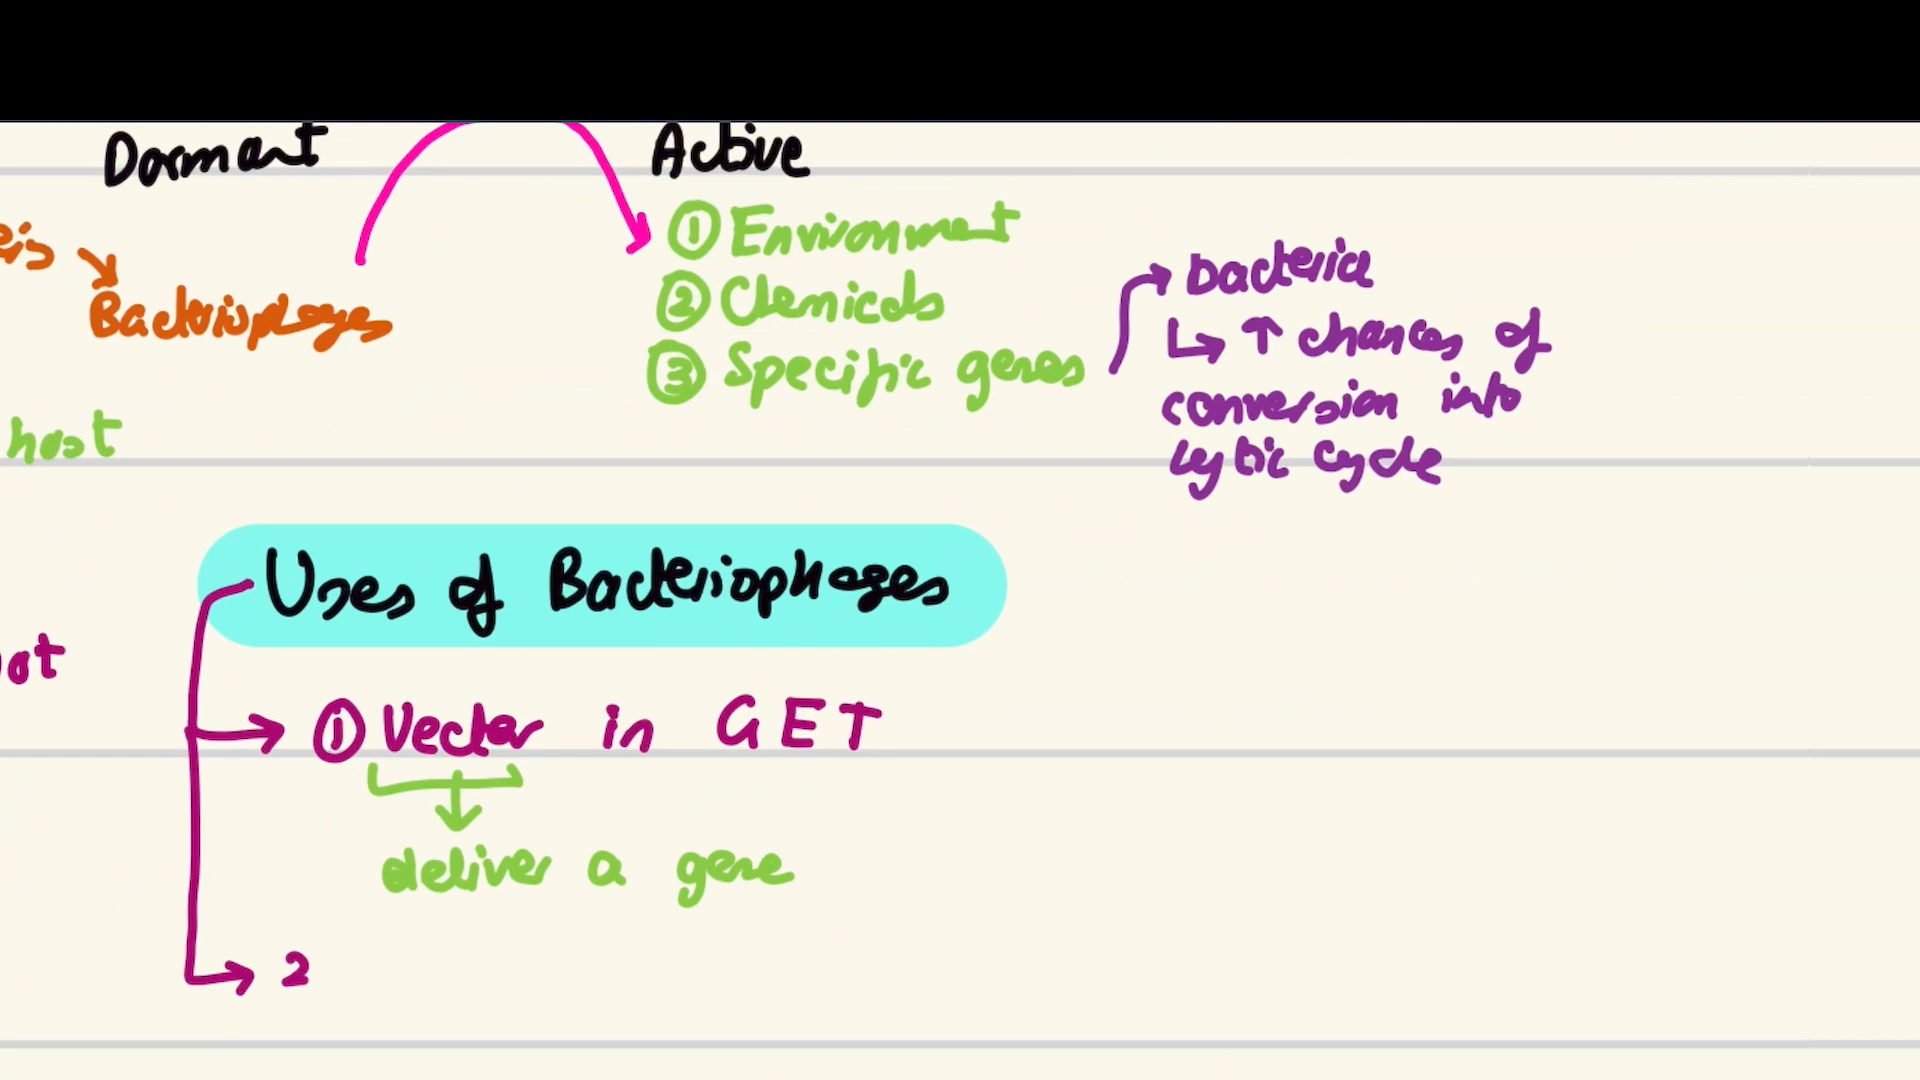 Dormant
Active
① Environment
Bacteriophages
② Chemicals
③ Specific genes
bacteria
↳ ↑ chances of
conversion into
lytic cycle
host
Uses of Bacteriophages
① Vector in GET
deliver a gene
2